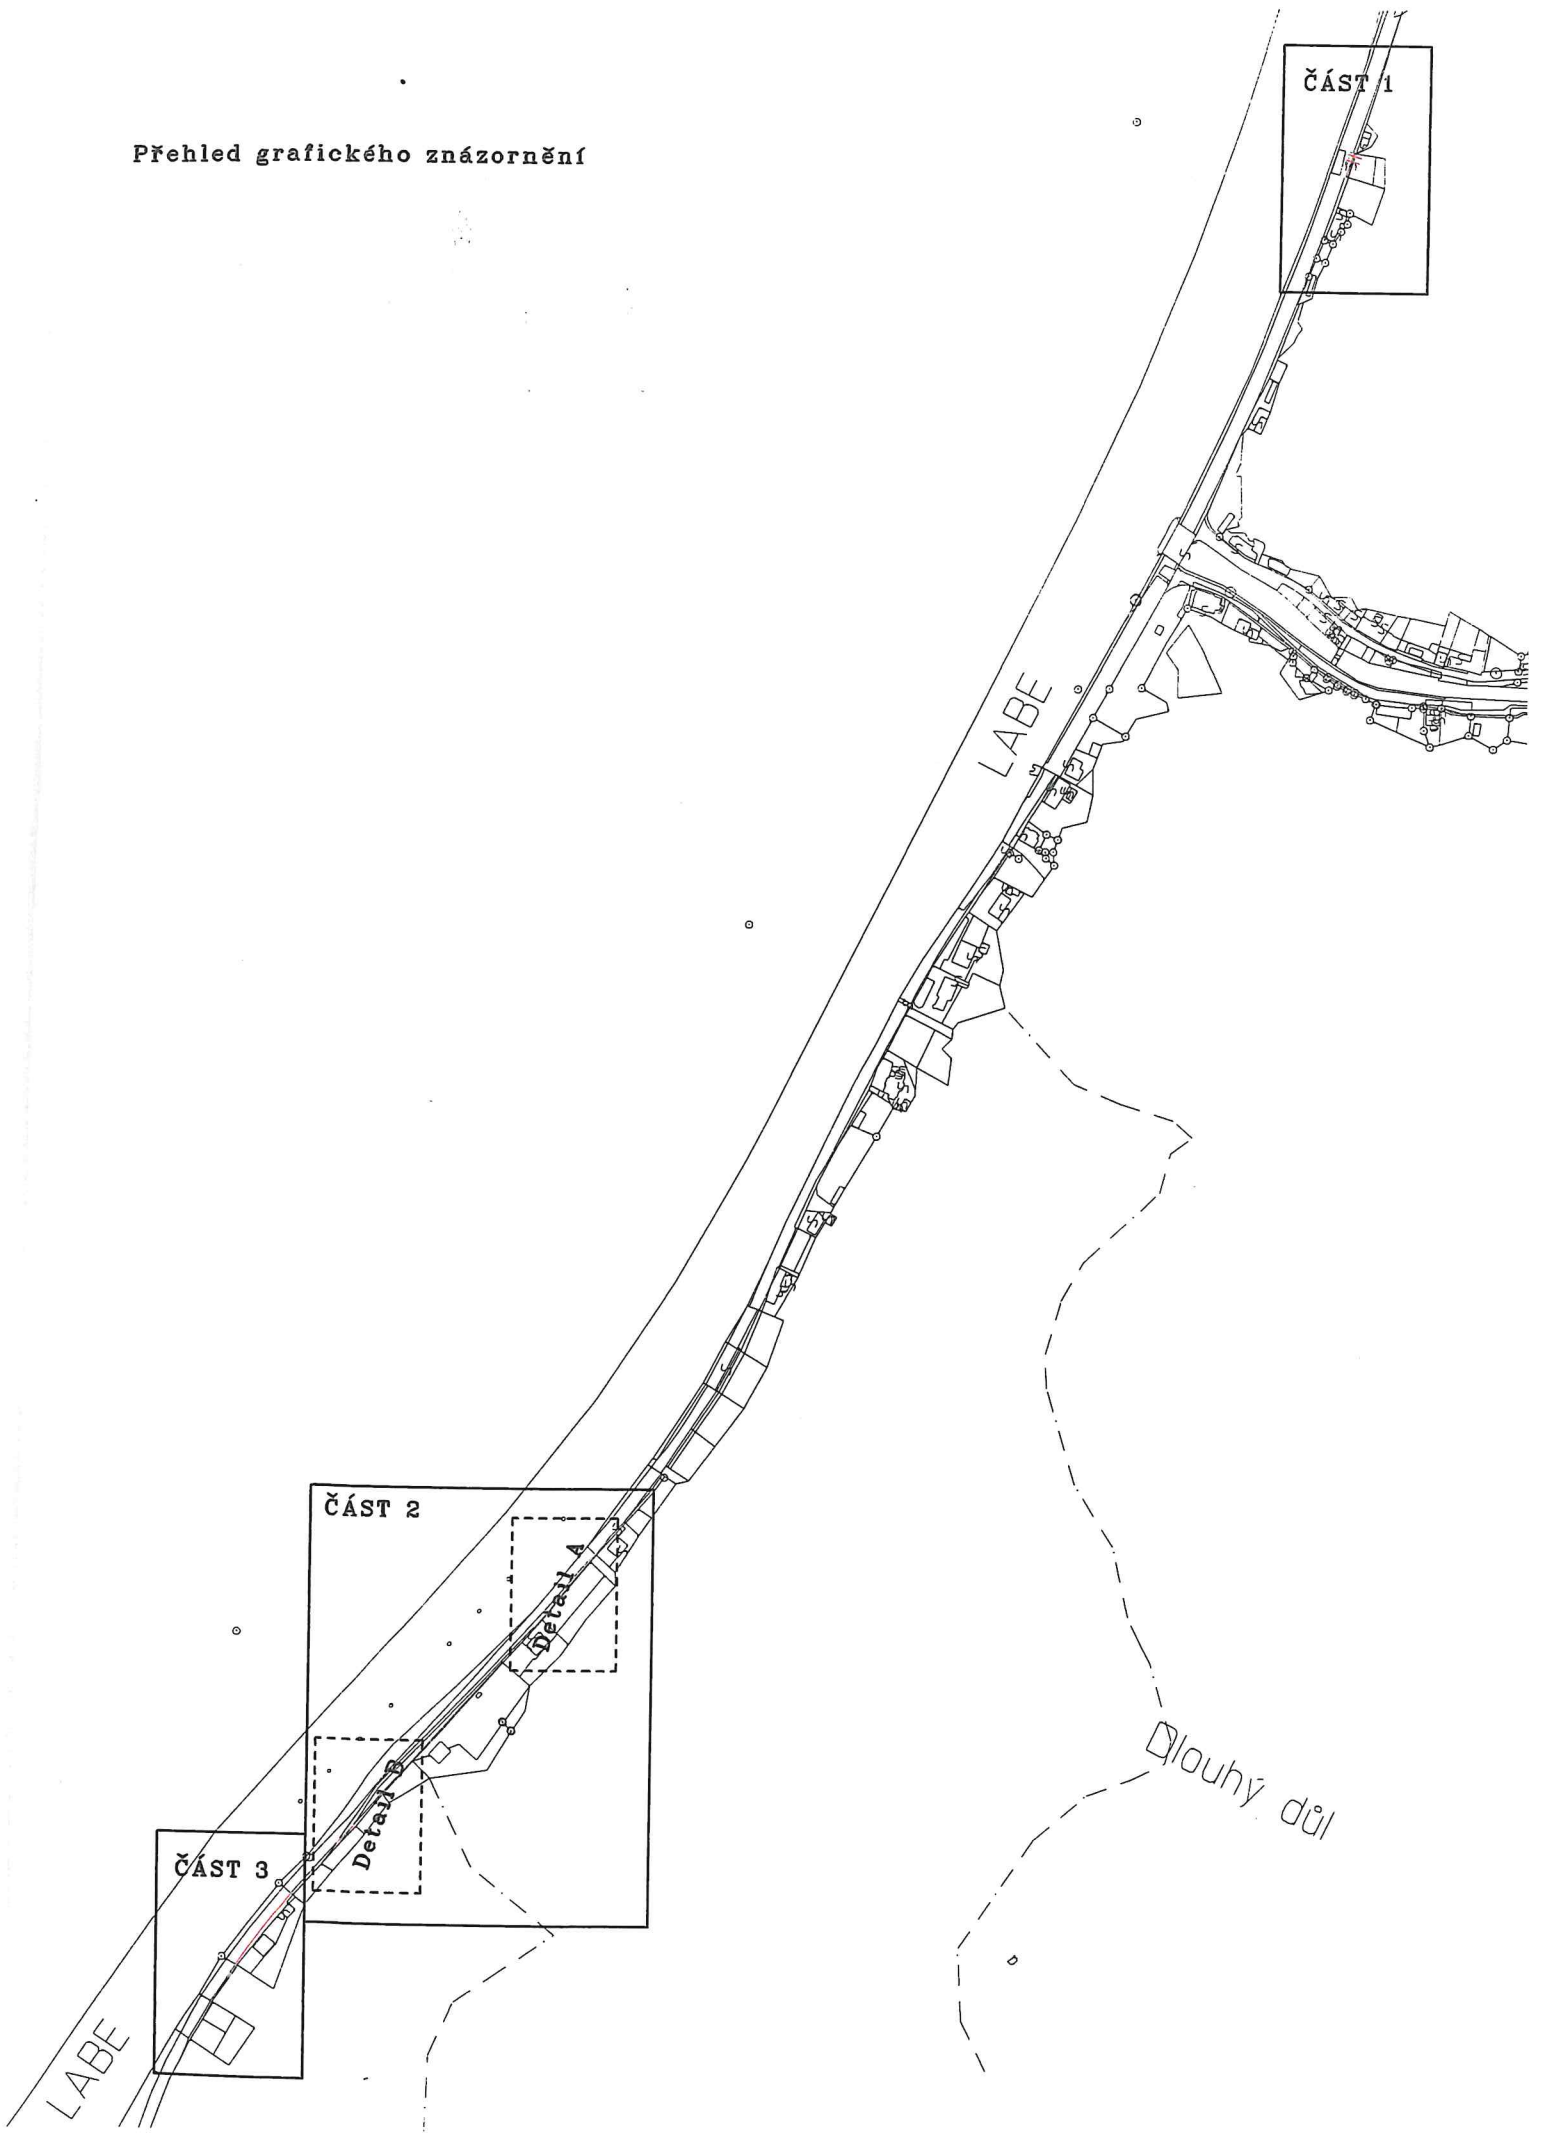 Přehled grafického znázornění
ČÁST 1
LABE
ČÁST 2
Detail A
Dlouhý důl
Detail B
ČÁST 3
LABE